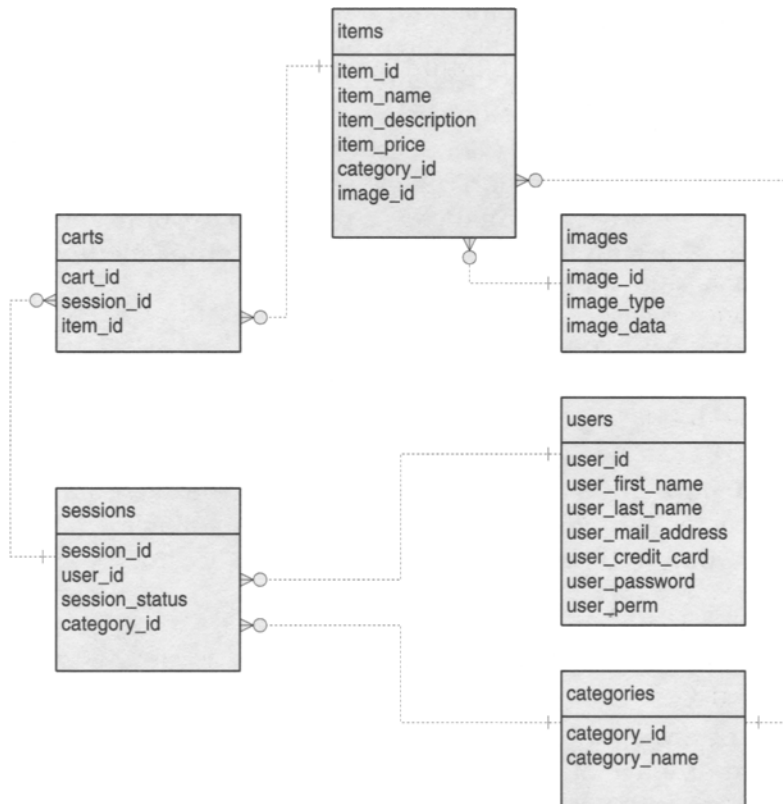 items
item_id
item_name
item_description
item_price
category_id
image_id
carts
cart_id
session_id
item_id
images
image_id
image_type
image_data
users
user_id
user_first_name
user_last_name
user_mail_address
user_credit_card
user_password
user_perm
sessions
session_id
user_id
session_status
category_id
categories
category_id
category_name